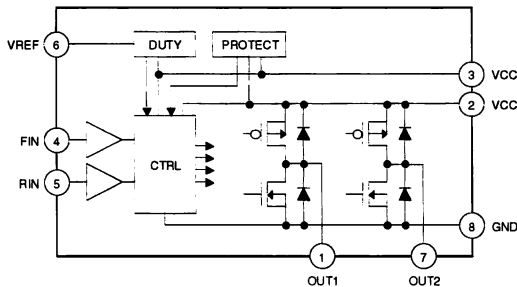 DUTY PROTECT
VREF 6
3 VCC
2 VCC
FIN 4
CTRL
RIN 5
8 GND
1 7
OUT1 OUT2